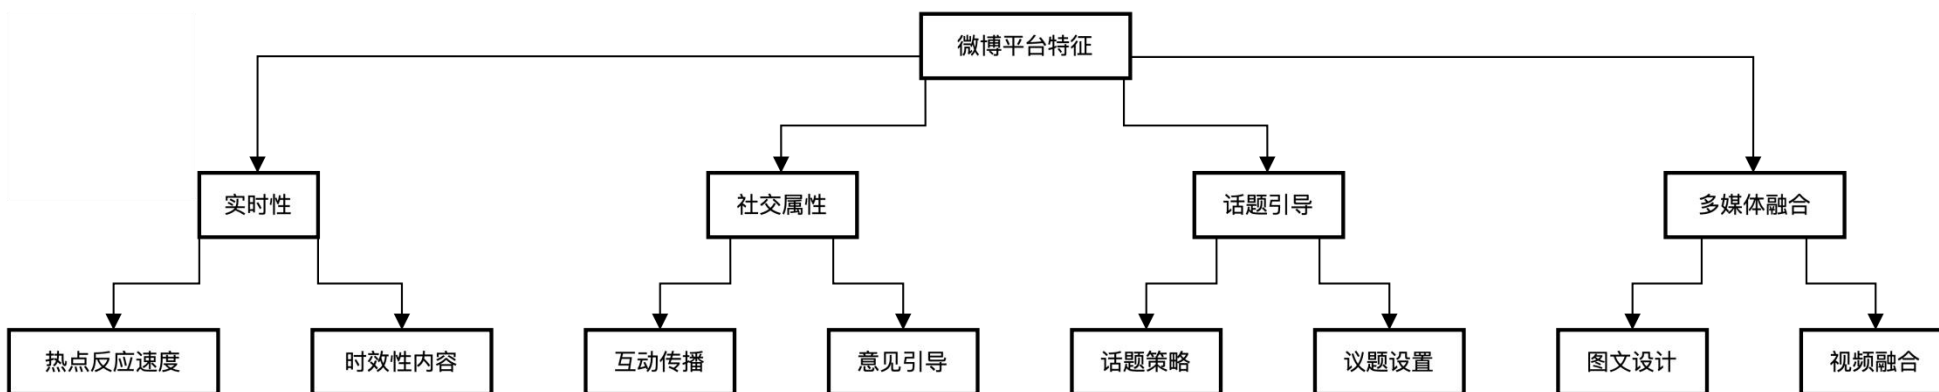 微博平台特征
实时性
社交属性
话题引导
多媒体融合
热点反应速度
时效性内容
互动传播
意见引导
话题策略
议题设置
图文设计
视频融合